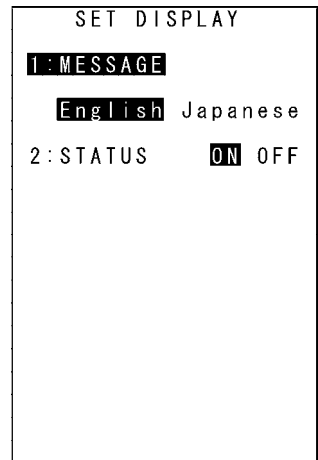 SET DISPLAY
1:MESSAGE
English Japanese
2:STATUS ON OFF